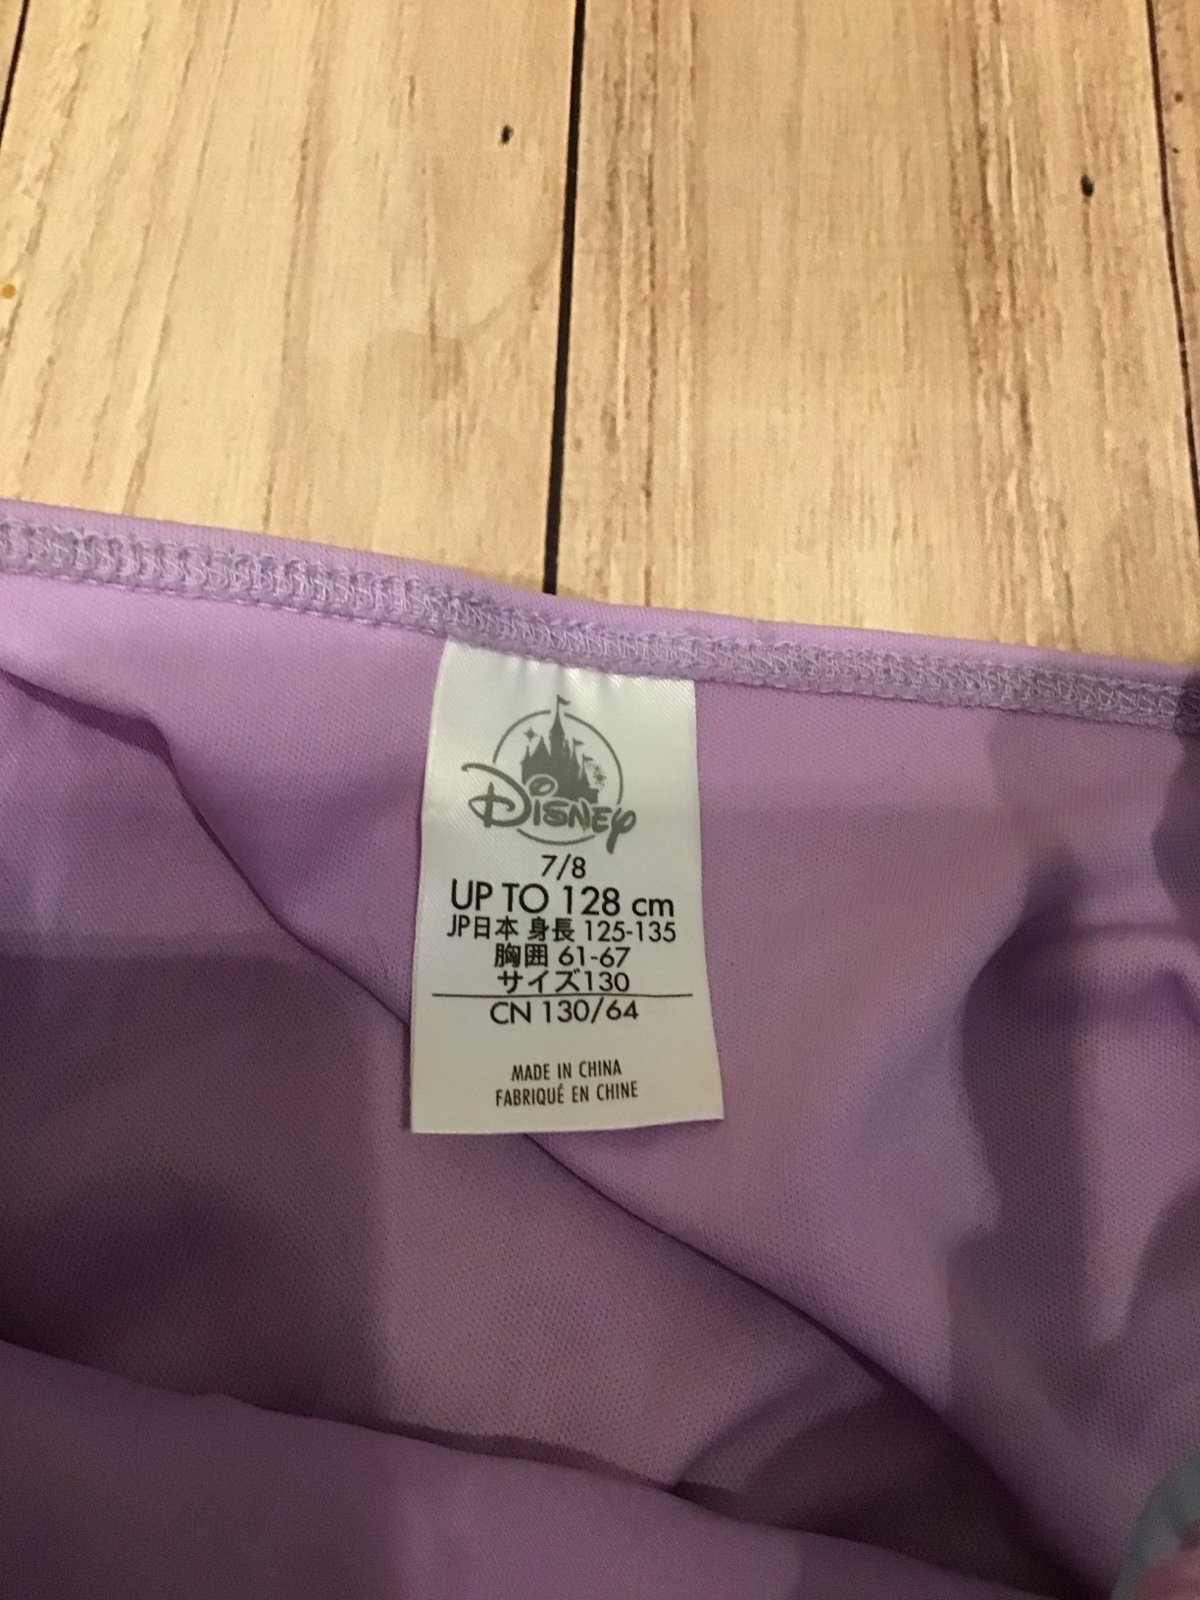 DISNEY
7/8
UP TO 128 cm
JP日本 身長 125-135
胸囲 61-67
サイズ130
CN 130/64
MADE IN CHINA
FABRIQUÉ EN CHINE